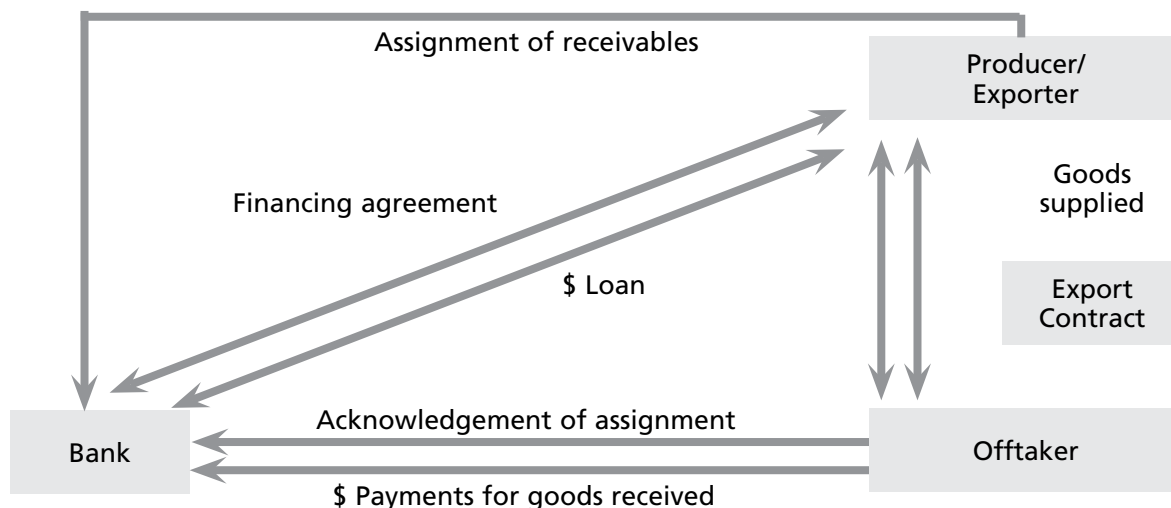 Assignment of receivables
Producer/
Exporter
Financing agreement
Goods
supplied
$ Loan
Export
Contract
Acknowledgement of assignment
Bank
Offtaker
$ Payments for goods received